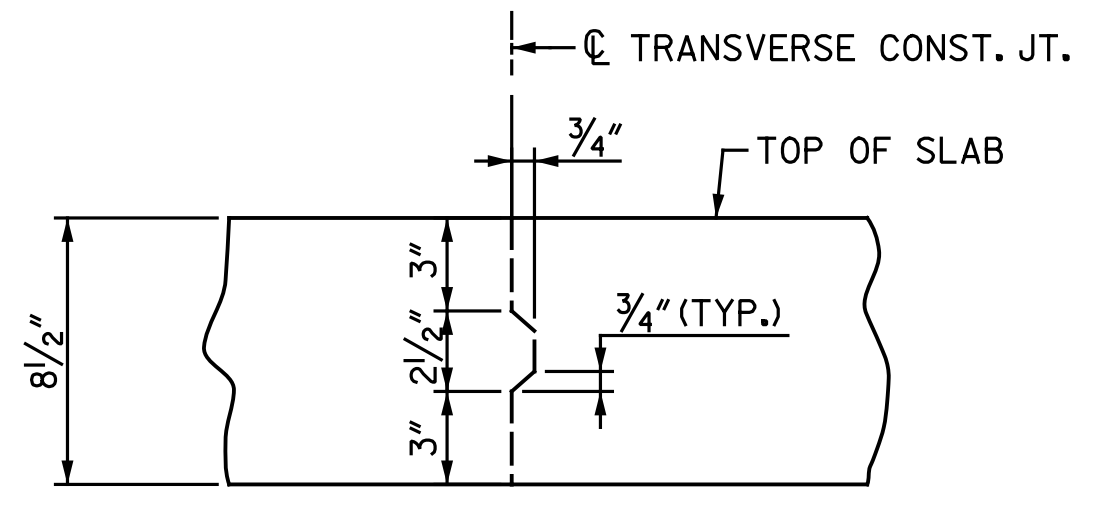 ℄ TRANSVERSE CONST. JT.
3/4"
TOP OF SLAB
3"
3/4" (TYP.)
8 1/2"
2 1/2"
3"